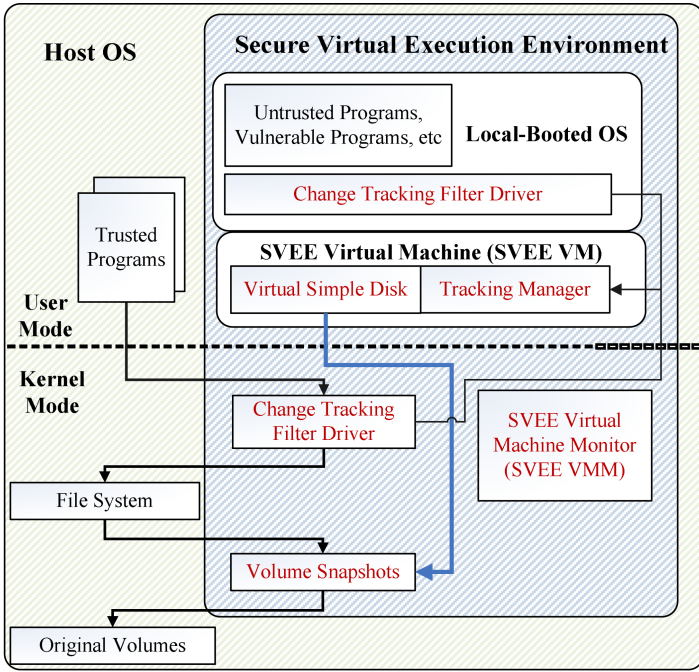 Host OS
Secure Virtual Execution Environment
Untrusted Programs,
Vulnerable Programs, etc
Local-Booted OS
Change Tracking Filter Driver
Trusted
Programs
SVEE Virtual Machine (SVEE VM)
Virtual Simple Disk
Tracking Manager
User
Mode
Kernel
Mode
Change Tracking
Filter Driver
SVEE Virtual
Machine Monitor
(SVEE VMM)
File System
Volume Snapshots
Original Volumes